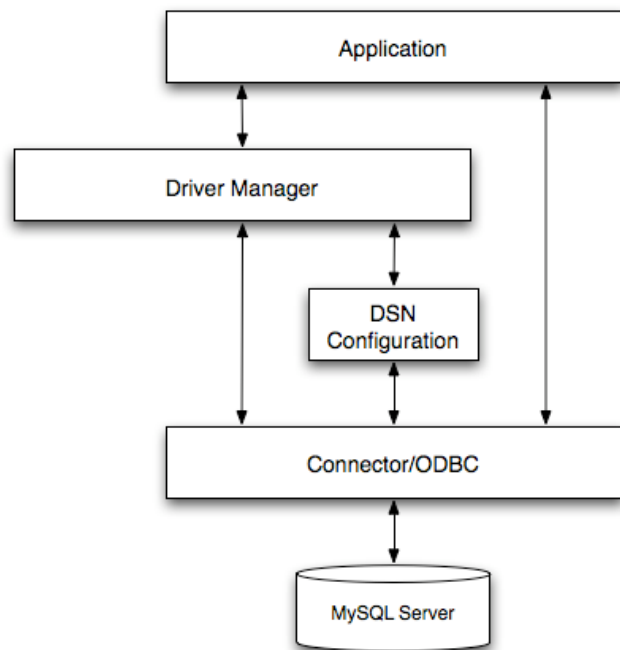 Application
Driver Manager
DSN
Configuration
Connector/ODBC
MySQL Server